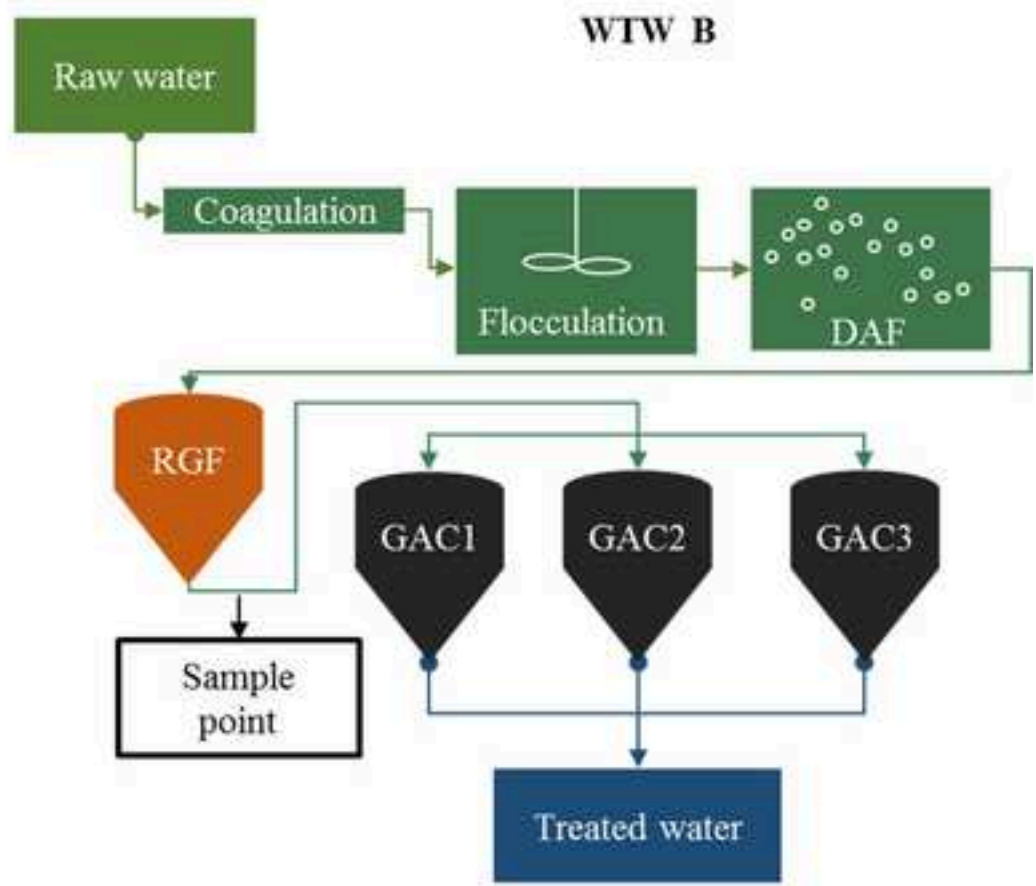 WTW B
Raw water
Coagulation
Flocculation
DAF
RGF
GAC1
GAC2
GAC3
Sample
point
Treated water